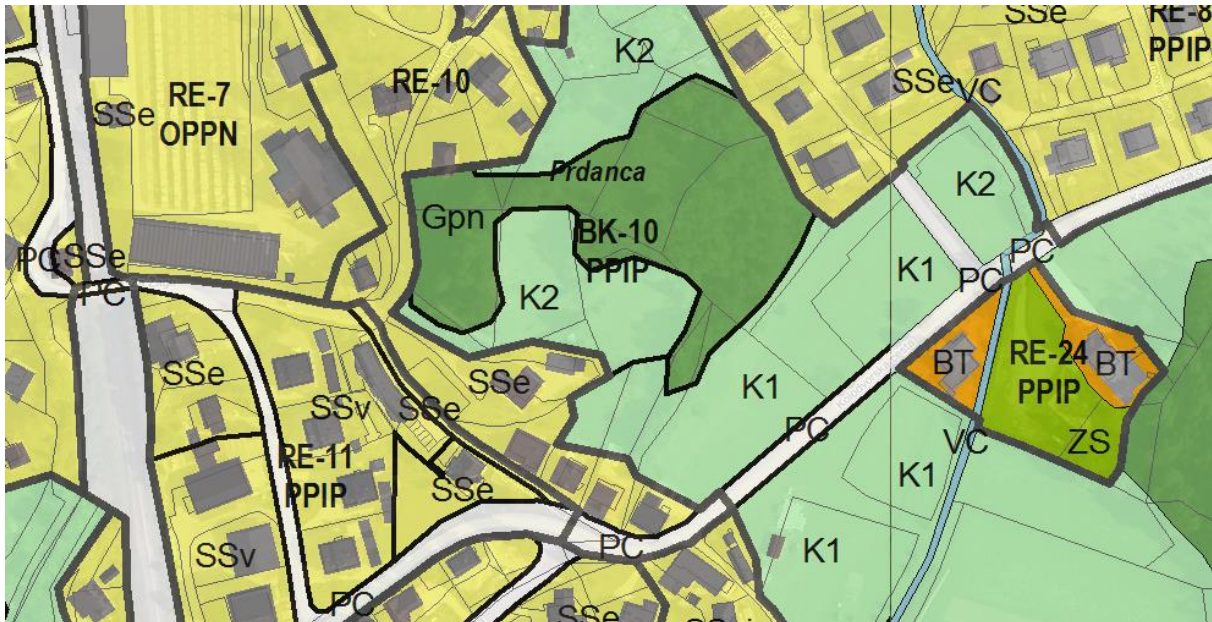 SSe
RE-8
PPIP
K2
RE-7
OPPN
RE-10
SSe
SSe
VC
Prdanca
K2
Gpn
BK-10
PPIP
PC
SSe
PC
PC
K1
PC
K2
SSe
SSv
SSe
SSe
K1
BT
RE-24
PPIP
BT
PC
VC
ZS
RE-11
PPIP
SSe
K1
SSv
PC
K1
PC
SSe